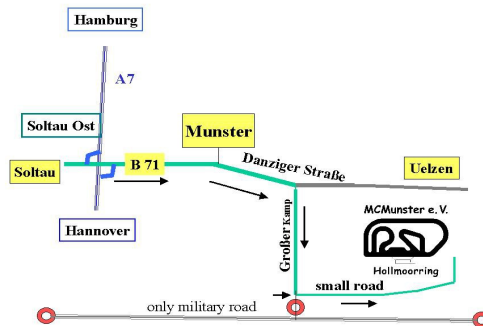 Hamburg
A7
Soltau Ost
Munster
Soltau
B 71
Danziger Straße
Uelzen
Hannover
Großer Kamp
MCMunster e. V.
Hollmoorring
small road
only military road